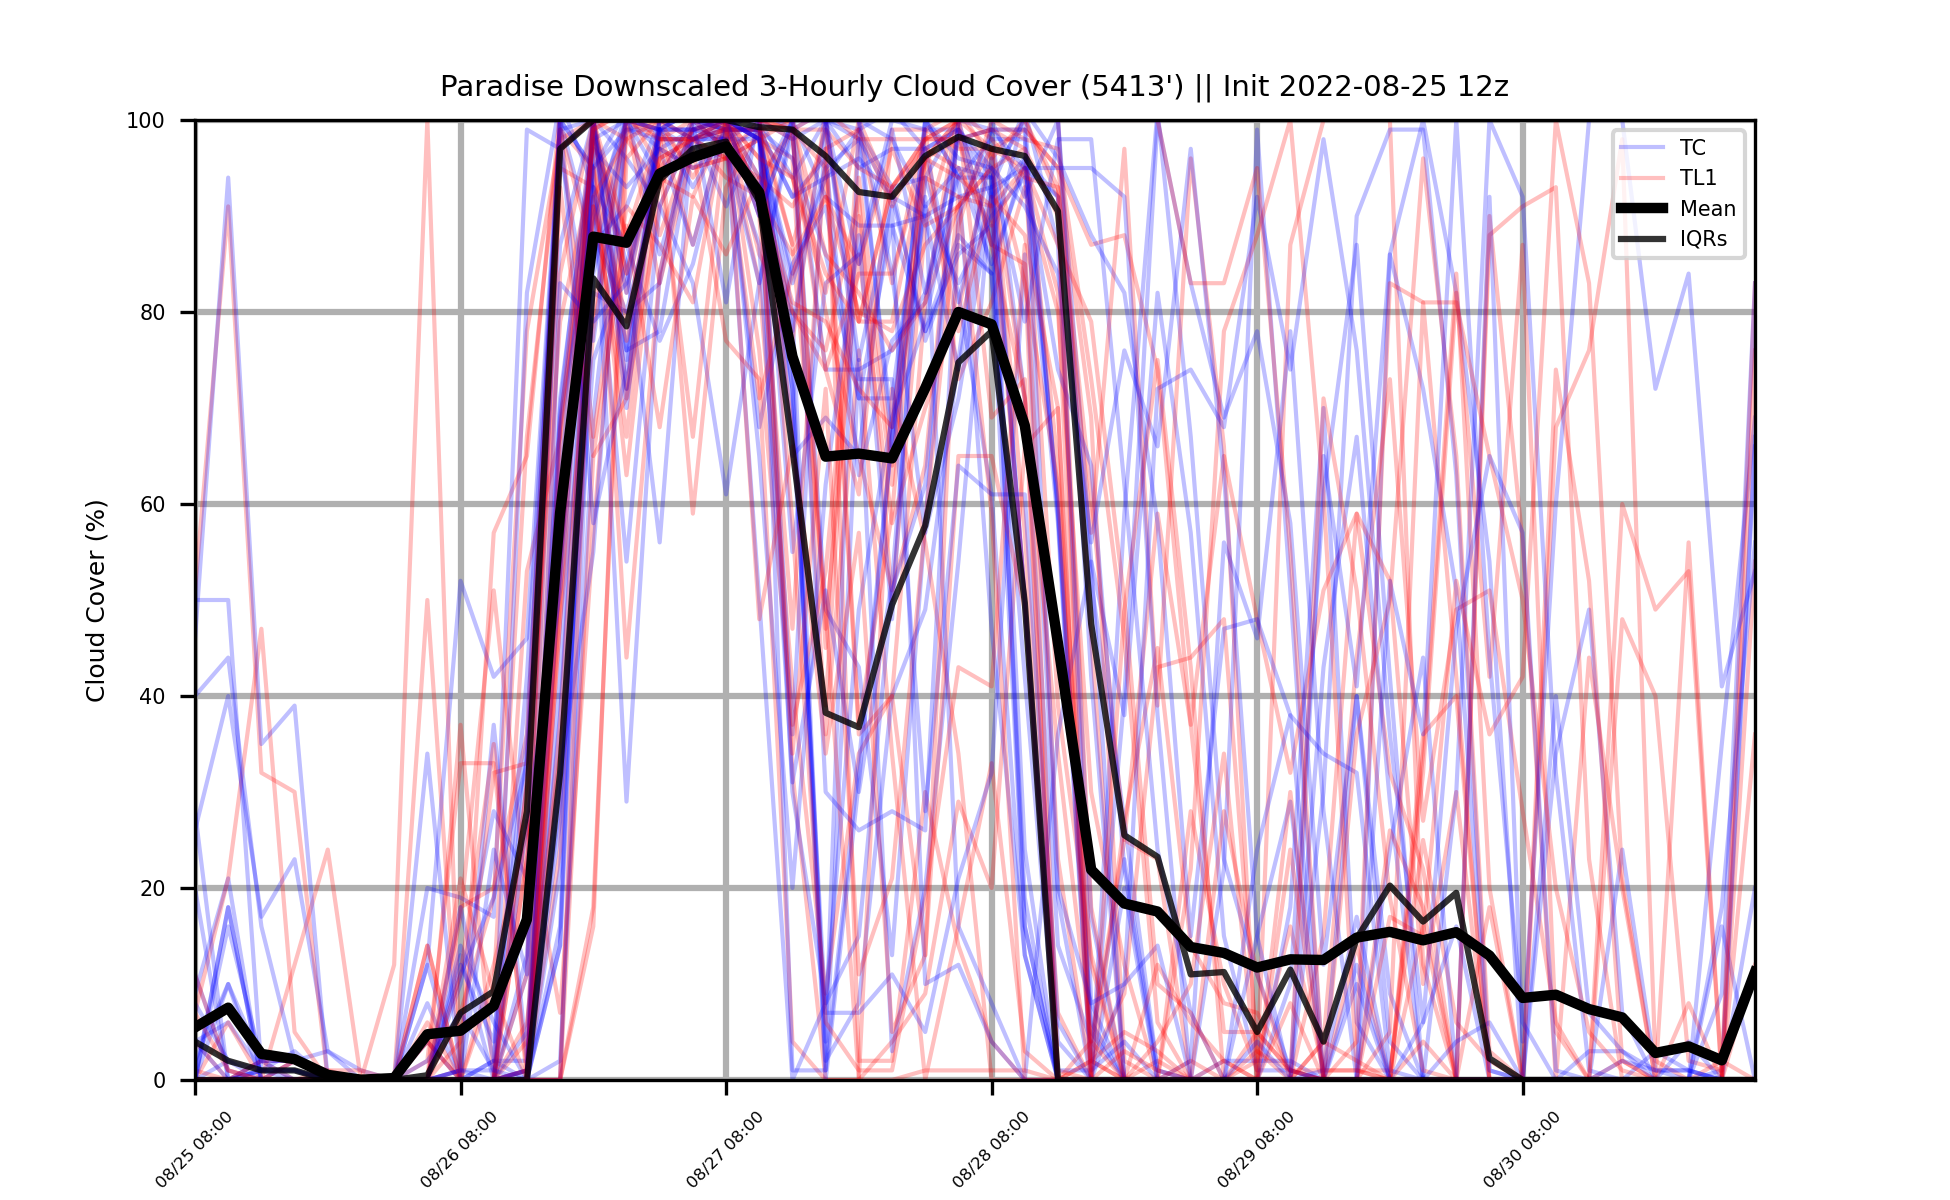 Paradise Downscaled 3-Hourly Cloud Cover (5413') || Init 2022-08-25 12z
Cloud Cover (%)
100
80
60
40
20
0
TC
TL1
Mean
IQRs
08/25 08:00
08/26 08:00
08/27 08:00
08/28 08:00
08/29 08:00
08/30 08:00